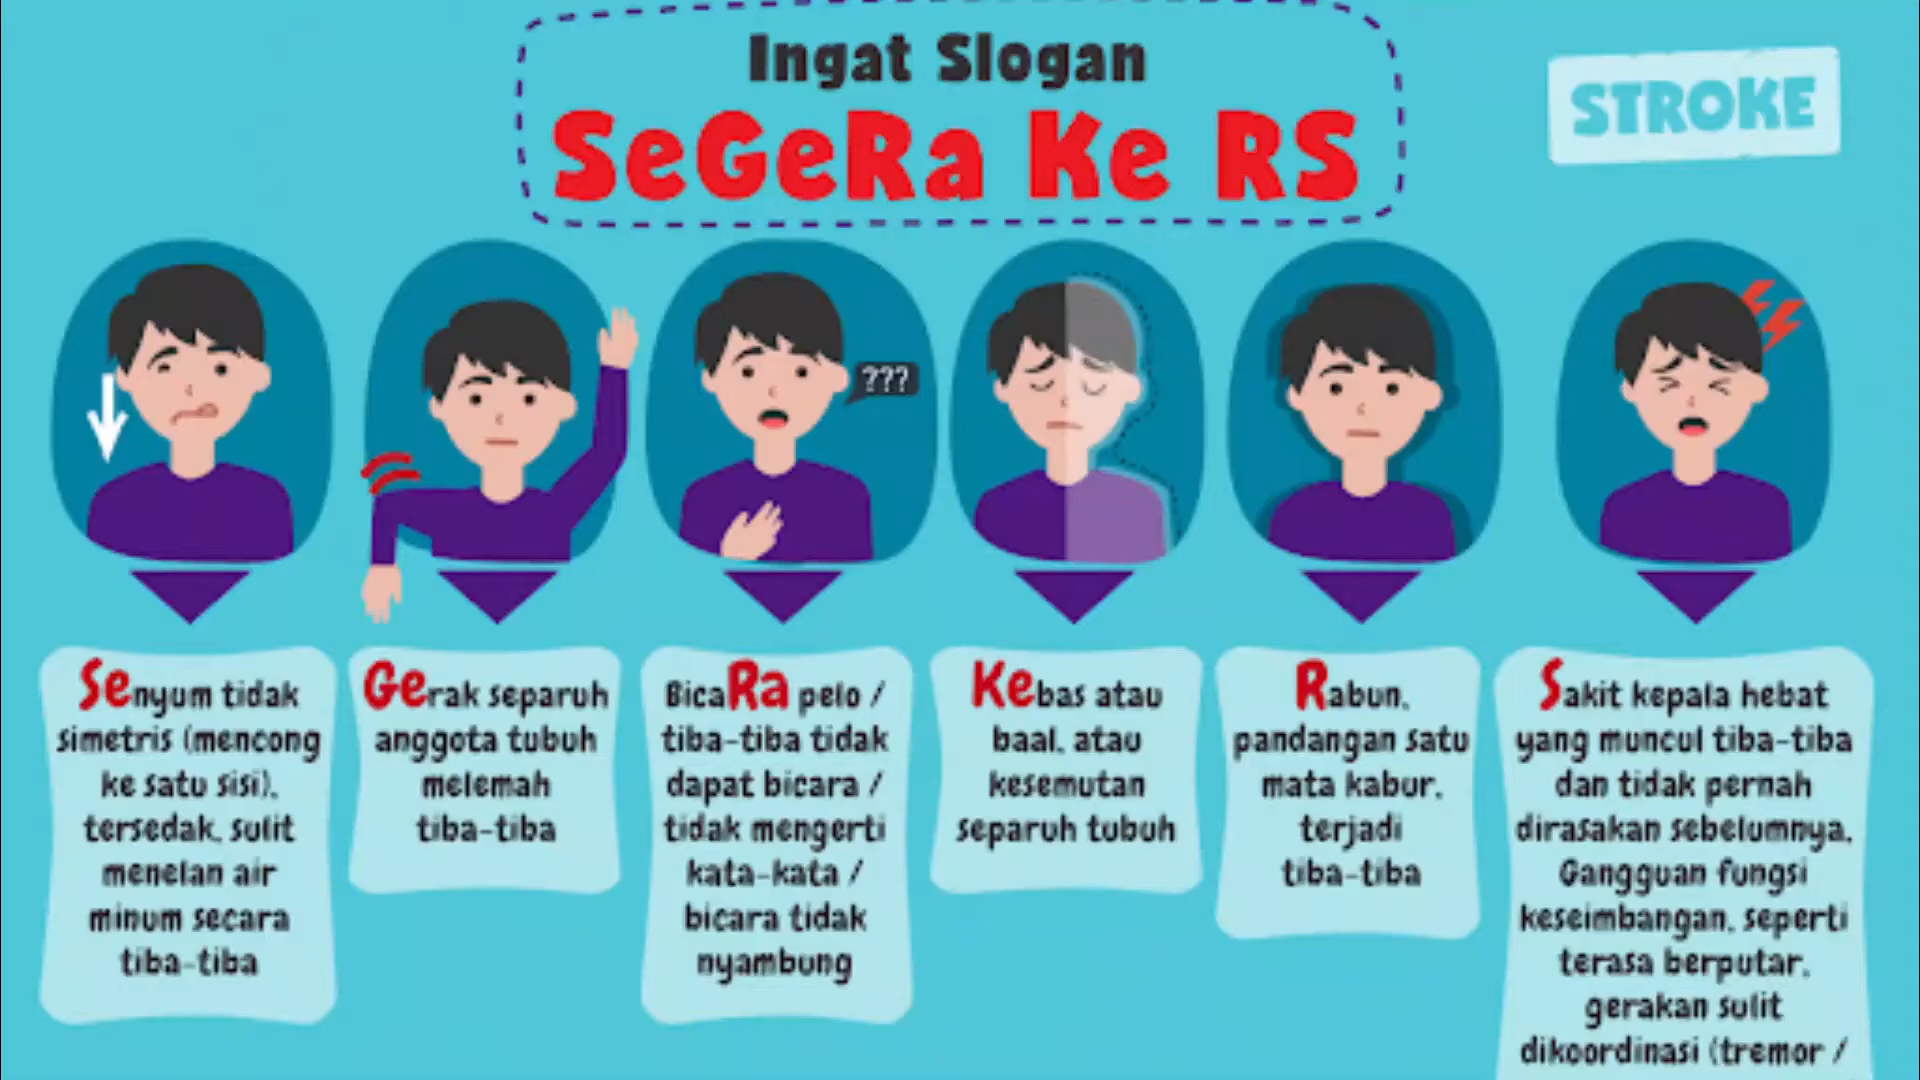 Ingat Slogan
SeGeRa Ke RS
STROKE
???
Senyum tidak
simetris (mencong
ke satu sisi),
tersedak, sulit
menelan air
minum secara
tiba-tiba
Gerak separuh
anggota tubuh
melemah
tiba-tiba
BicaRa pelo /
tiba-tiba tidak
dapat bicara /
tidak mengerti
kata-kata /
bicara tidak
nyambung
Kebas atau
baal, atau
kesemutan
separuh tubuh
Rabun,
pandangan satu
mata kabur,
terjadi
tiba-tiba
Sakit kepala hebat
yang muncul tiba-tiba
dan tidak pernah
dirasakan sebelumnya,
Gangguan fungsi
keseimbangan, seperti
terasa berputar,
gerakan sulit
dikoordinasi (tremor /